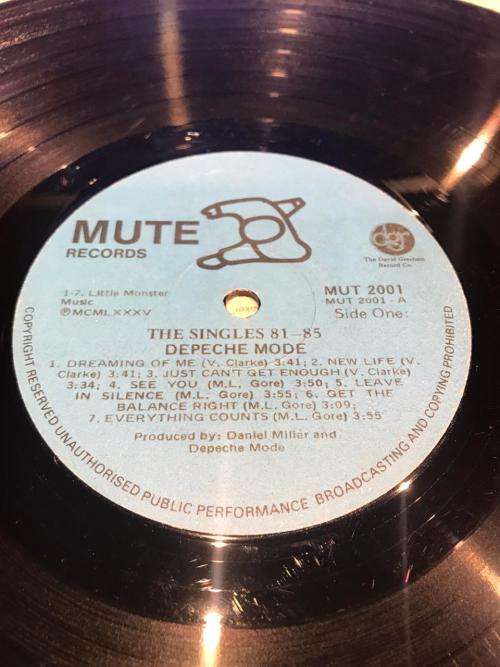 MUTE
RECORDS
dgr
The David Gresham
Record Co.
1-7. Little Monster
Music
℗MCMLXXXV
MUT 2001
MUT 2001 - A
Side One:
THE SINGLES 81-85
DEPECHE MODE
1. DREAMING OF ME (V. Clarke) 3:41; 2. NEW LIFE (V.
Clarke) 3:41; 3. JUST CAN'T GET ENOUGH (V. Clarke)
3:34; 4. SEE YOU (M.L. Gore) 3:50; 5. LEAVE
IN SILENCE (M.L. Gore) 3:55; 6. GET THE
BALANCE RIGHT (M.L. Gore) 3:09;
7. EVERYTHING COUNTS (M.L. Gore) 3:55
Produced by: Daniel Miller and
Depeche Mode
COPYRIGHT RESERVED UNAUTHORISED PUBLIC PERFORMANCE BROADCASTING AND COPYING PROHIBITED